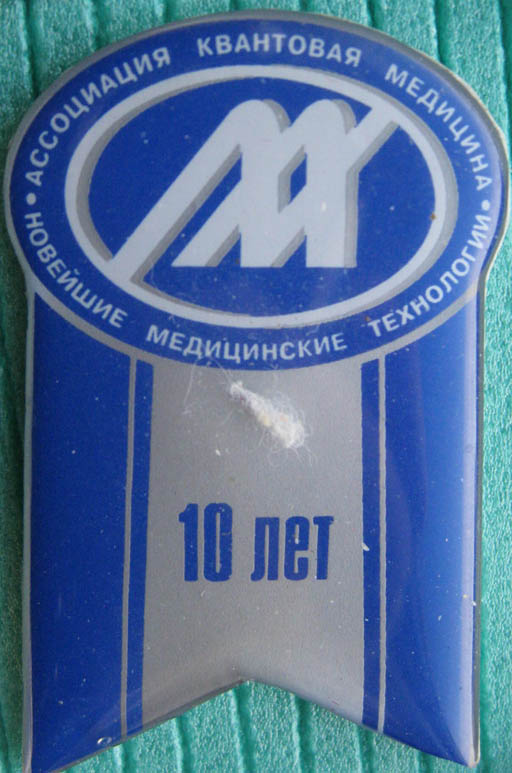 • АССОЦИАЦИЯ КВАНТОВАЯ МЕДИЦИНА •
НОВЕЙШИЕ МЕДИЦИНСКИЕ ТЕХНОЛОГИИ
10 лет